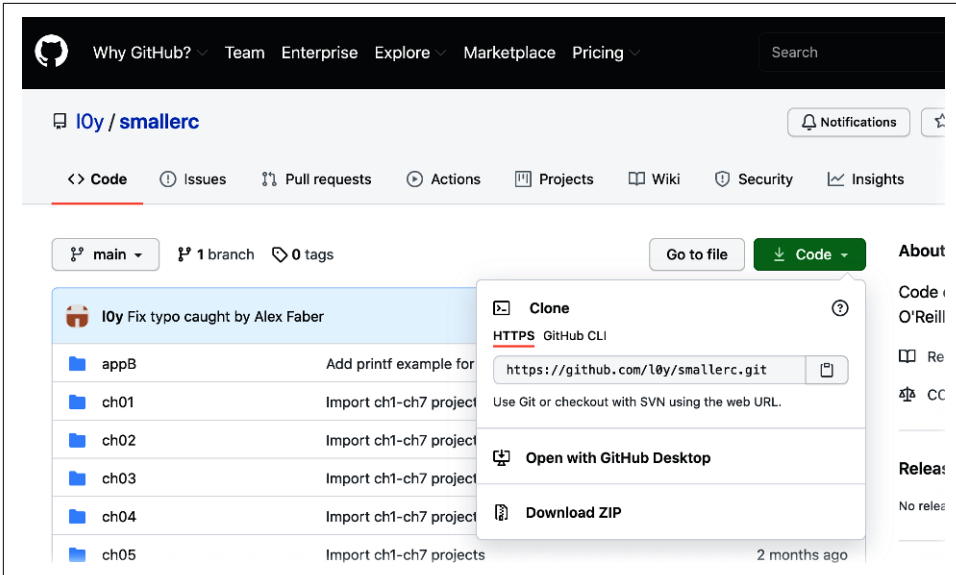 Why GitHub? Team Enterprise Explore Marketplace Pricing Search
l0y / smallerc Notifications
Code Issues Pull requests Actions Projects Wiki Security Insights
main 1 branch 0 tags Go to file Code About
Clone
HTTPS GitHub CLI
https://github.com/l0y/smallerc.git
Use Git or checkout with SVN using the web URL.
Open with GitHub Desktop
Download ZIP
l0y Fix typo caught by Alex Faber
appB Add printf example for
ch01 Import ch1-ch7 project
ch02 Import ch1-ch7 project
ch03 Import ch1-ch7 project
ch04 Import ch1-ch7 project
ch05 Import ch1-ch7 projects 2 months ago
Code
O'Reill
Re
CC
Releas
No relea